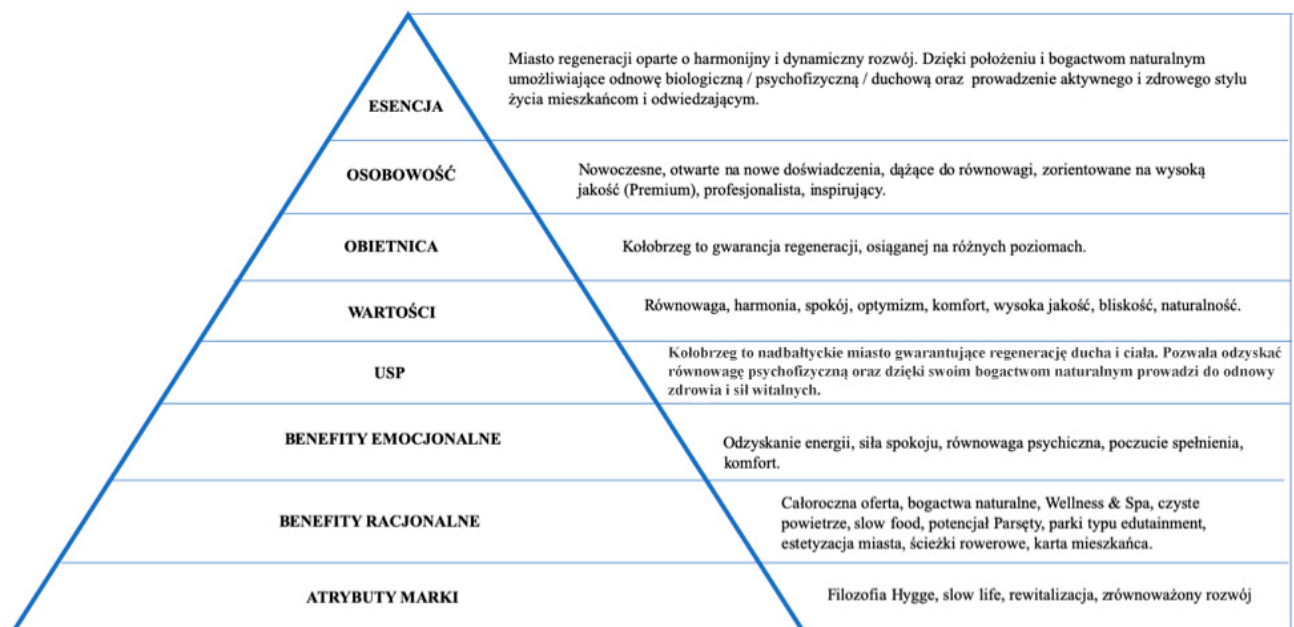 Miasto regeneracji oparte o harmonijny i dynamiczny rozwój. Dzięki położeniu i bogactwom naturalnym
umożliwiające odnowę biologiczną / psychofizyczną / duchową oraz prowadzenie aktywnego i zdrowego stylu
życia mieszkańcom i odwiedzającym.
ESENCJA
OSOBOWOŚĆ
Nowoczesne, otwarte na nowe doświadczenia, dążące do równowagi, zorientowane na wysoką
jakość (Premium), profesjonalista, inspirujący.
OBIETNICA
Kołobrzeg to gwarancja regeneracji, osiąganej na różnych poziomach.
WARTOŚCI
Równowaga, harmonia, spokój, optymizm, komfort, wysoka jakość, bliskość, naturalność.
USP
Kołobrzeg to nadbałtyckie miasto gwarantujące regenerację ducha i ciała. Pozwala odzyskać
równowagę psychofizyczną oraz dzięki swoim bogactwom naturalnym prowadzi do odnowy
zdrowia i sił witalnych.
BENEFITY EMOCJONALNE
Odzyskanie energii, siła spokoju, równowaga psychiczna, poczucie spełnienia,
komfort.
BENEFITY RACJONALNE
Całoroczna oferta, bogactwa naturalne, Wellness & Spa, czyste
powietrze, slow food, potencjał Parsęty, parki typu edutainment,
estetyzacja miasta, ścieżki rowerowe, karta mieszkańca.
ATRYBUTY MARKI
Filozofia Hygge, slow life, rewitalizacja, zrównoważony rozwój